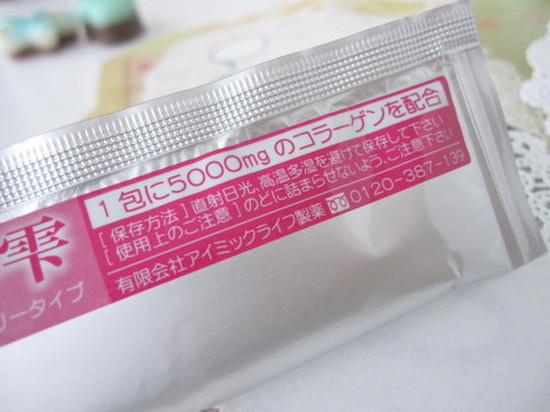 1包に5000mgのコラーゲンを配合
[保存方法]直射日光、高温多湿を避けて保存して下さい
[使用上のご注意]のどに詰まらせないよう、ご注意下さい
有限会社アイミックライフ製薬 0120-387-139
雫
リータイプ